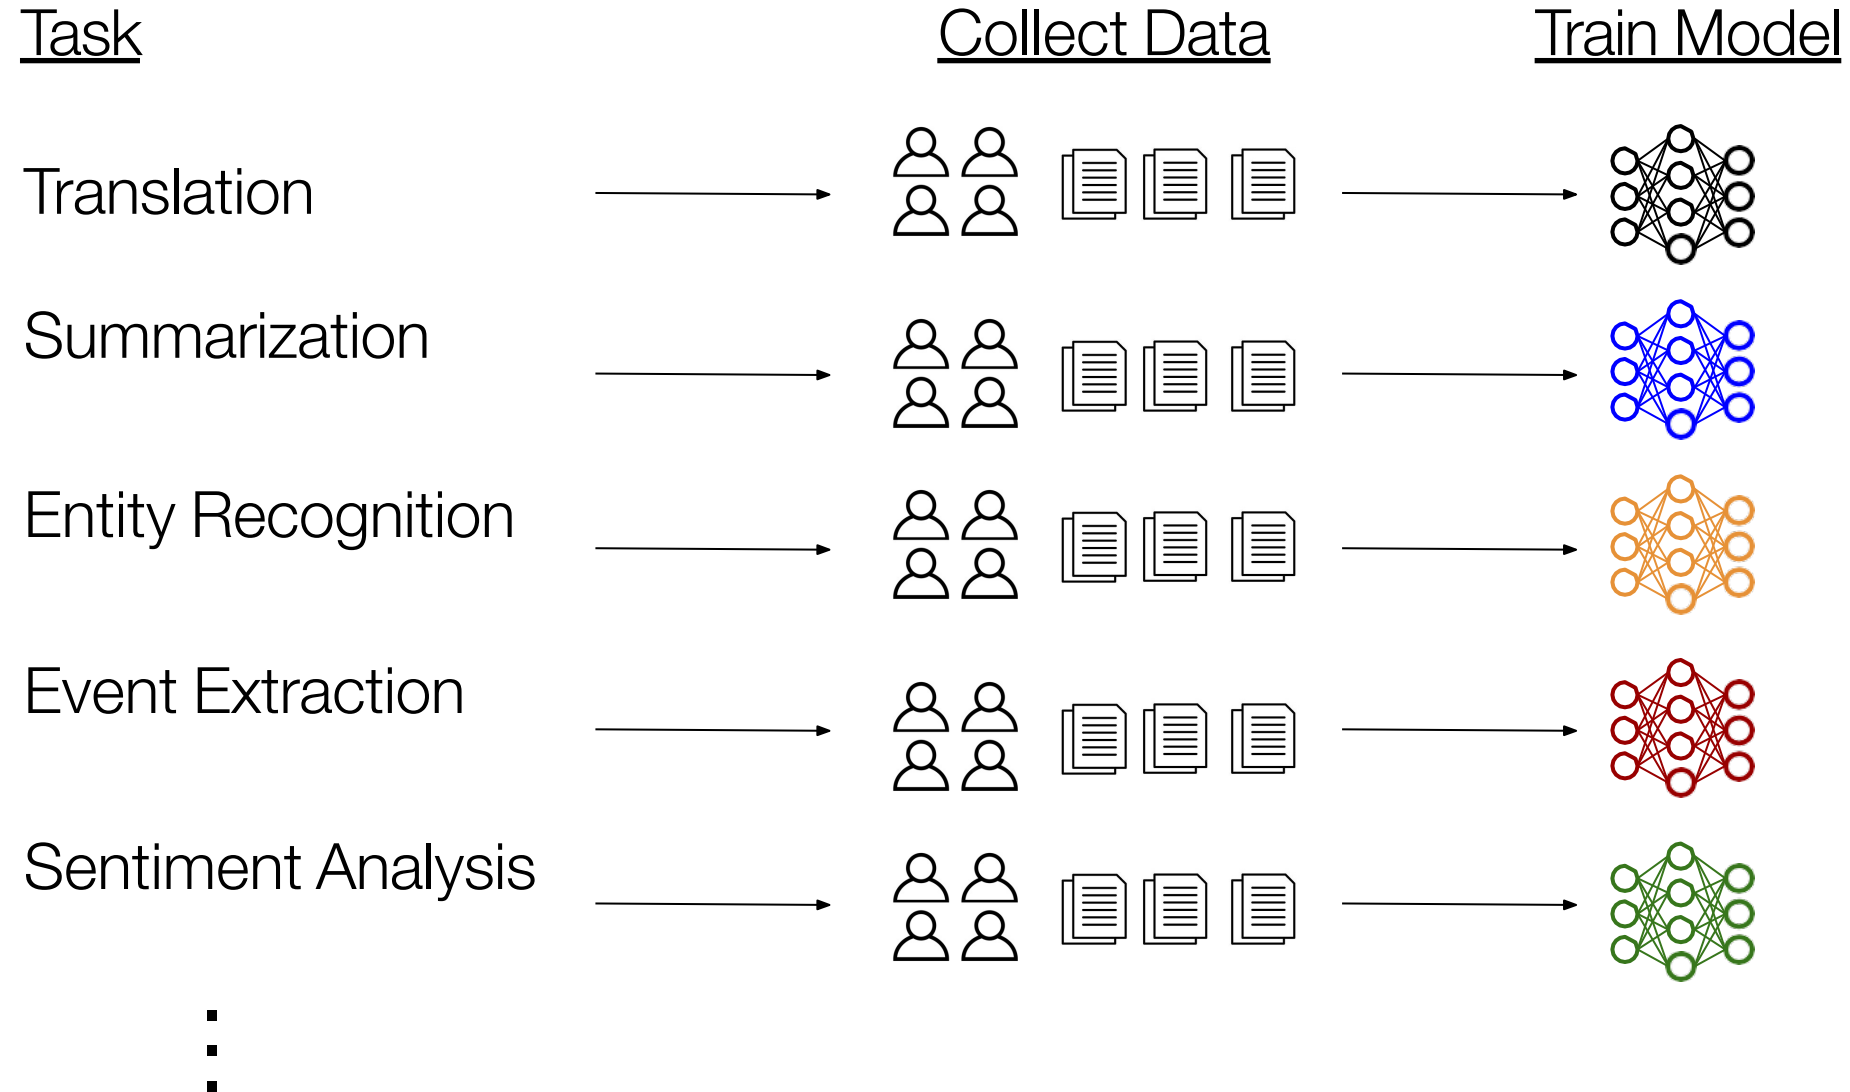 Task
Collect Data
Train Model
Translation
Summarization
Entity Recognition
Event Extraction
Sentiment Analysis